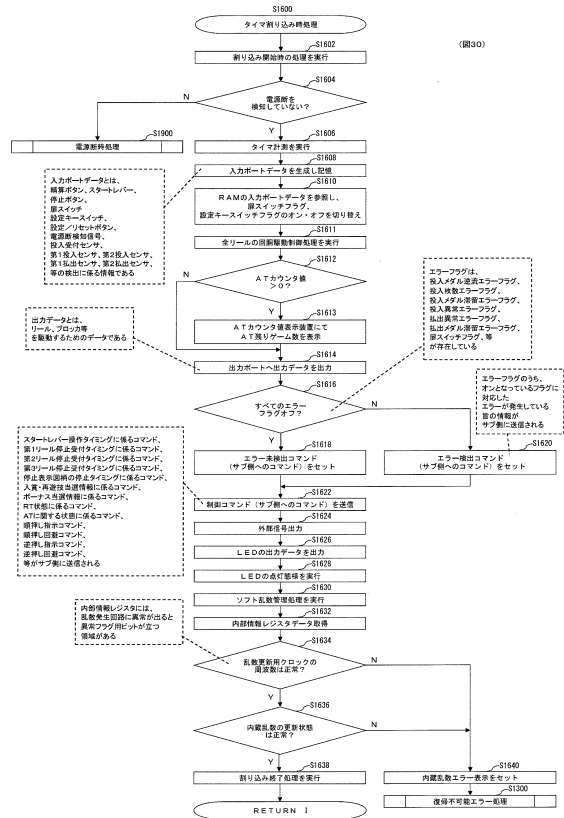 S1600
タイマ割り込み時処理
(図30)
S1602
割り込み開始時の処理を実行
S1604
電源断を
検知していない?
N
Y
S1900
電源断時処理
S1606
タイマ計測を実行
S1608
入力ポートデータを生成し記憶
入力ポートデータとは、
精算ボタン、スタートレバー、
停止ボタン、
扉スイッチ
設定キースイッチ、
設定/リセットボタン、
電源断検知信号、
投入受付センサ、
第1投入センサ、第2投入センサ、
第1払出センサ、第2払出センサ、
等の検出に係る情報である
S1610
RAMの入力ポートデータを参照し、
扉スイッチフラグ、
設定キースイッチフラグのオン・オフを切り替え
S1611
全リールの回胴駆動制御処理を実行
S1612
ATカウンタ値
>0?
N
Y
S1613
ATカウンタ値表示装置にて
AT残りゲーム数を表示
出力データとは、
リール、ブロッカ等
を駆動するためのデータである
S1614
出力ポートへ出力データを出力
エラーフラグは、
投入メダル逆流エラーフラグ、
投入枚数エラーフラグ、
投入メダル滞留エラーフラグ、
投入異常エラーフラグ、
払出異常エラーフラグ、
払出メダル滞留エラーフラグ、
扉スイッチフラグ、等
が存在している
S1616
すべてのエラー
フラグオフ?
N
Y
エラーフラグのうち、
オンとなっているフラグに
対応した
エラーが発生している
旨の情報が
サブ側に送信される
S1618
エラー未検出コマンド
(サブ側へのコマンド)をセット
S1620
エラー検出コマンド
(サブ側へのコマンド)をセット
スタートレバー操作タイミングに係るコマンド、
第1リール停止受付タイミングに係るコマンド、
第2リール停止受付タイミングに係るコマンド、
第3リール停止受付タイミングに係るコマンド、
停止表示図柄の停止タイミングに係るコマンド、
入賞・再遊技当選情報に係るコマンド、
ボーナス当選情報に係るコマンド、
RT状態に係るコマンド、
ATに関する状態に係るコマンド、
順押し指示コマンド、
順押し回避コマンド、
逆押し指示コマンド、
逆押し回避コマンド、
等がサブ側に送信される
S1622
制御コマンド(サブ側へのコマンド)を送信
S1624
外部信号出力
S1626
LEDの出力データを出力
S1628
LEDの点灯態様を実行
S1630
ソフト乱数管理処理を実行
S1632
内部情報レジスタデータ取得
内部情報レジスタには、
乱数発生回路に異常が出ると
異常フラグ用ビットが立つ
領域がある
S1634
乱数更新用クロックの
周波数は正常?
N
Y
S1636
内蔵乱数の更新状態
は正常?
N
Y
S1638
割り込み終了処理を実行
S1640
内蔵乱数エラー表示をセット
S1300
復帰不可能エラー処理
RETURN I